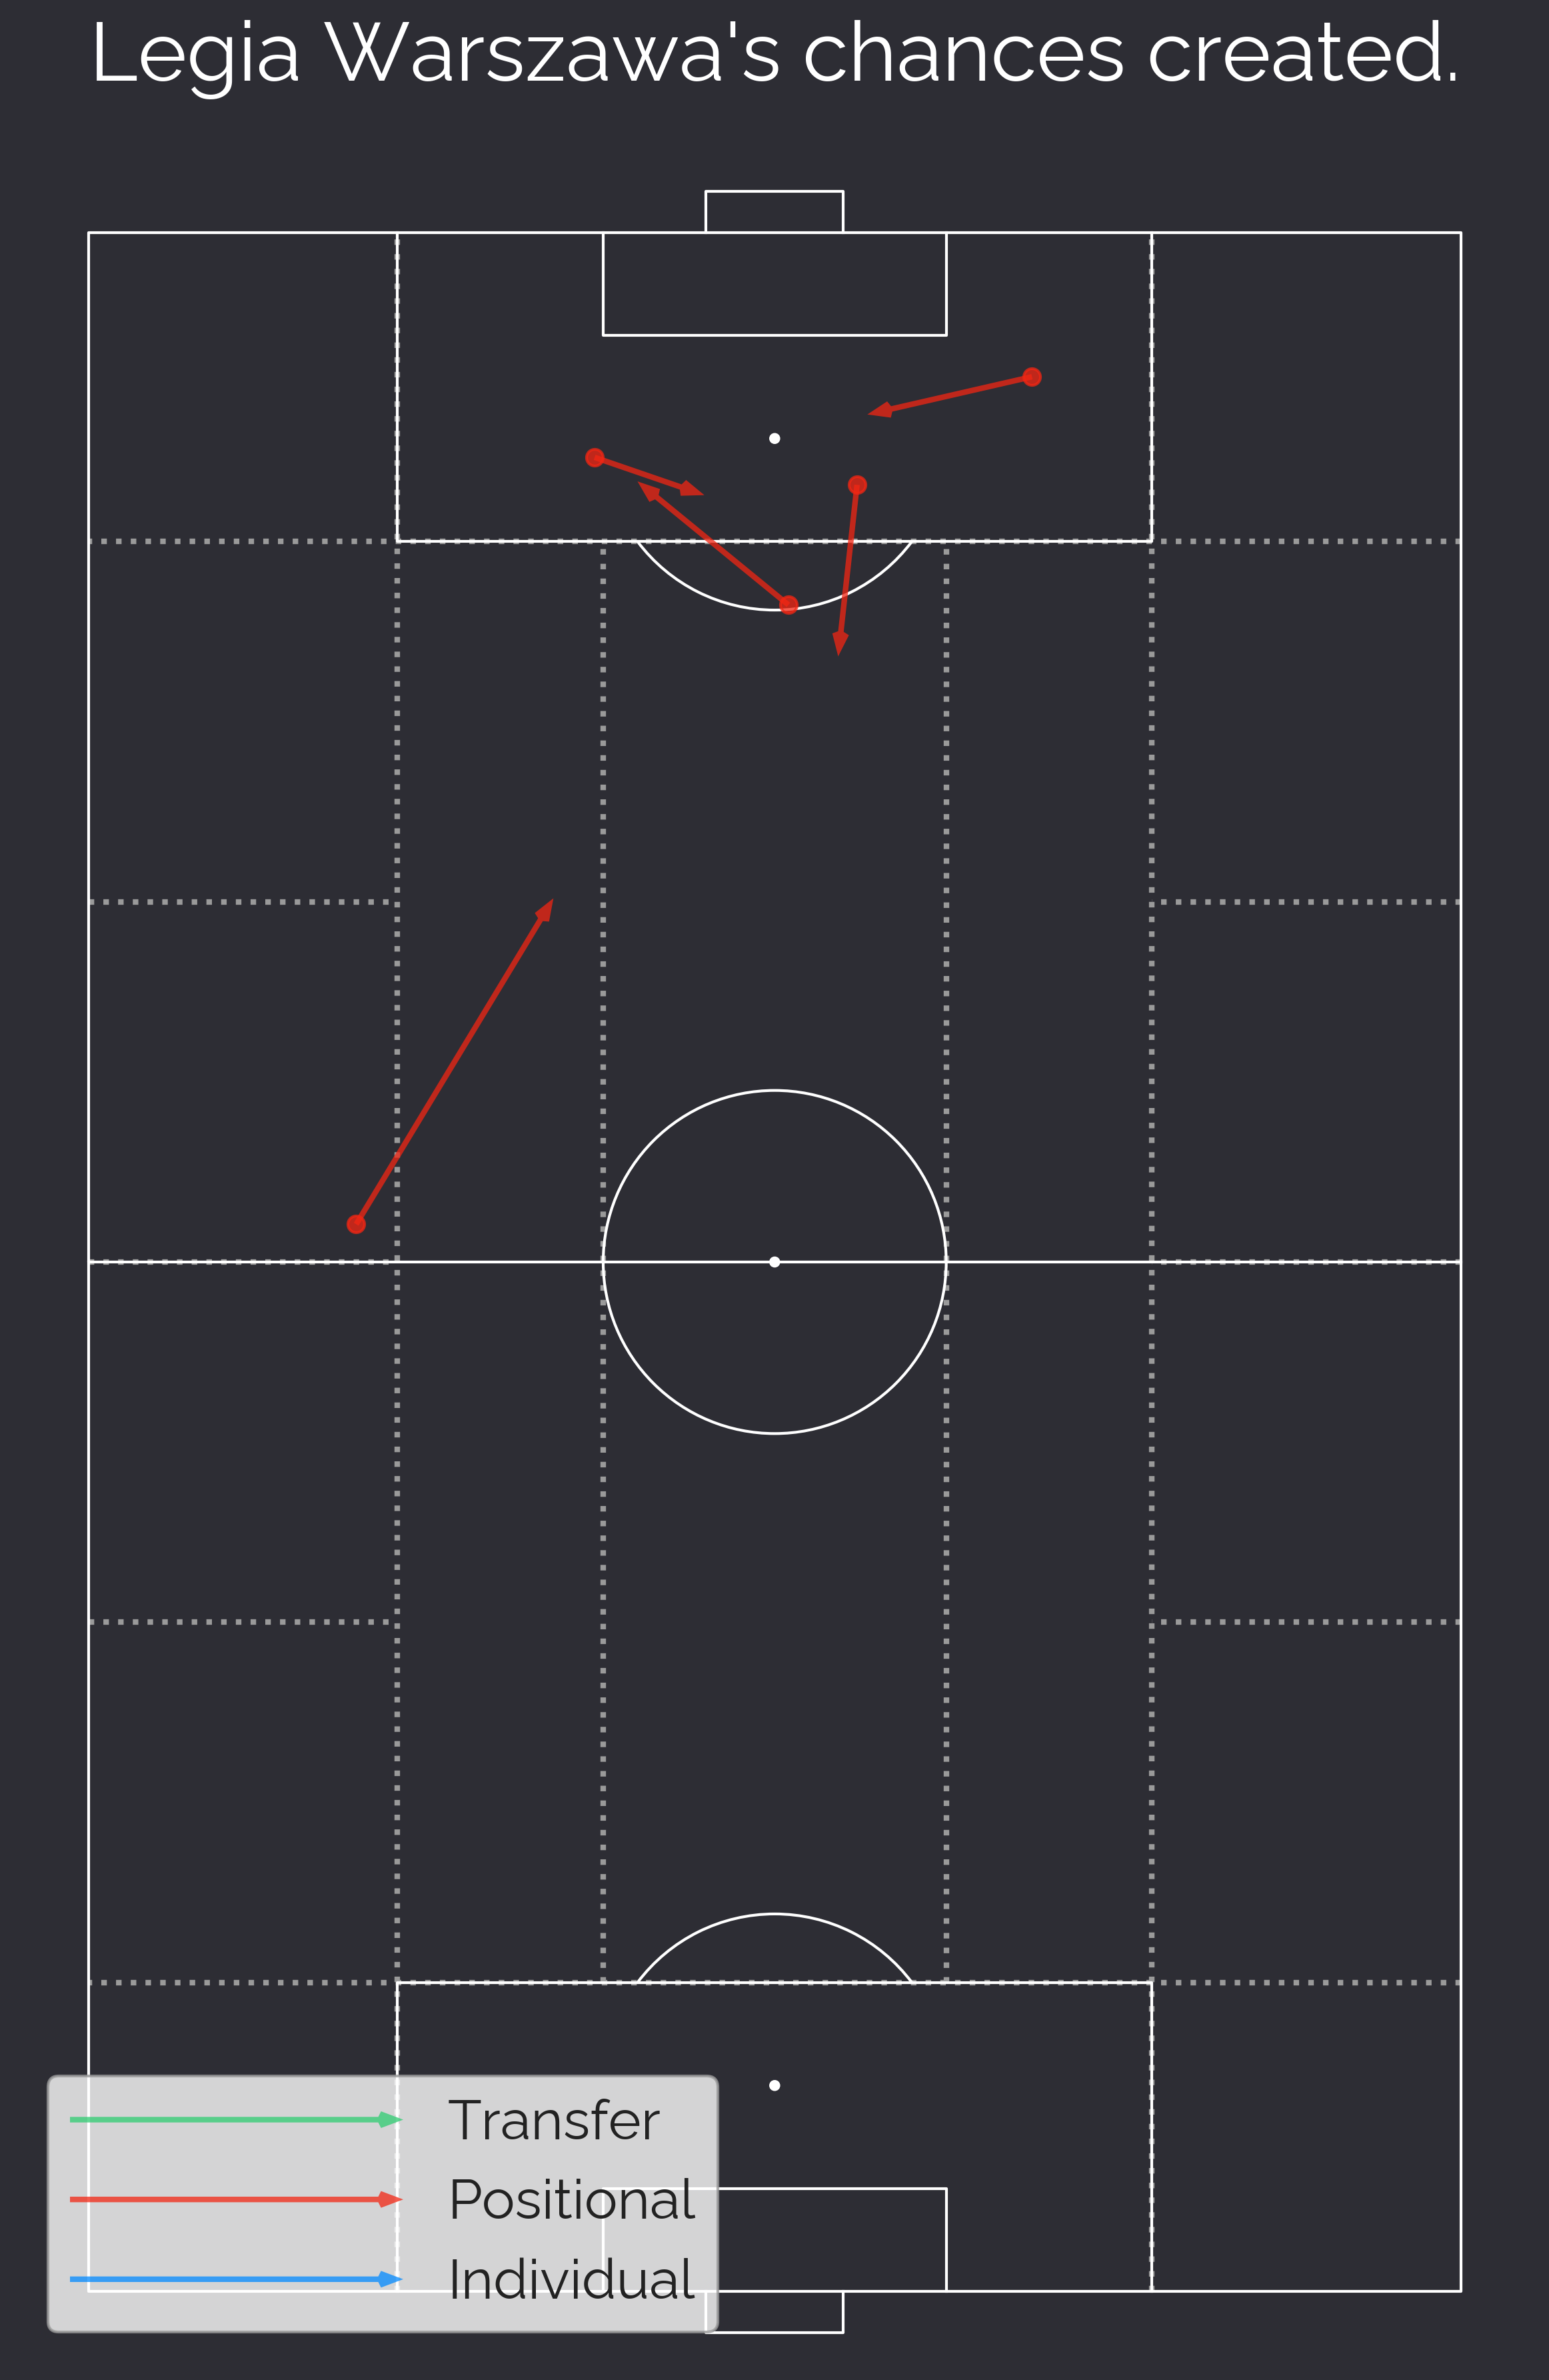 Legia Warszawa's chances created.
Transfer
Positional
Individual